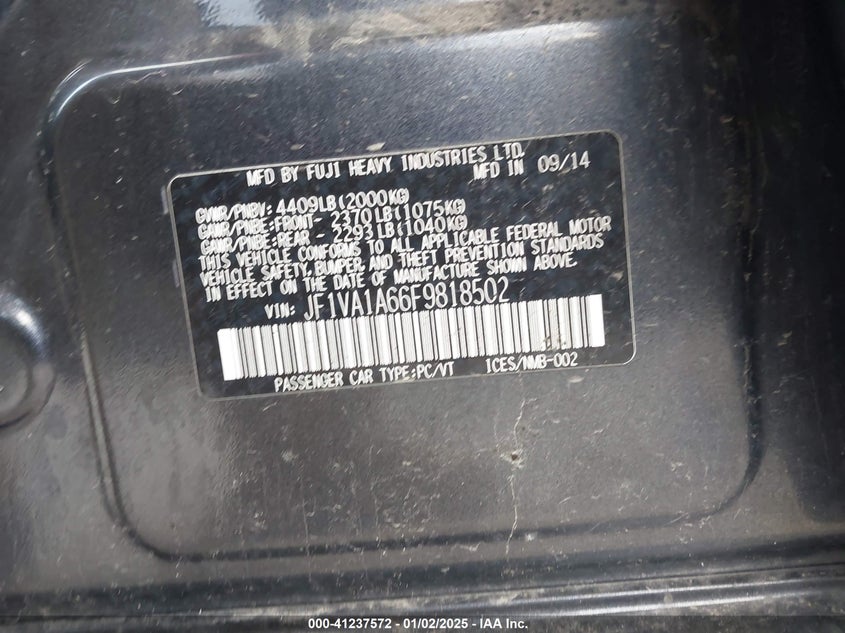 MFD BY FUJI HEAVY INDUSTRIES LTD.
MFD IN 09/14
GVWR/PNBV: 4409LB(2000KG)
GAWR/PNBE:FRONT- 2370LB(1075KG)
GAWR/PNBE:REAR - 2293LB(1040KG)
THIS VEHICLE CONFORMS TO ALL APPLICABLE FEDERAL MOTOR
VEHICLE SAFETY, BUMPER, AND THEFT PREVENTION STANDARDS
IN EFFECT ON THE DATE OF MANUFACTURE SHOWN ABOVE.
VIN: JF1VA1A66F9818502
PASSENGER CAR TYPE:PC/VT ICES/NMB-002
000-41237572 - 01/02/2025 - IAA Inc.